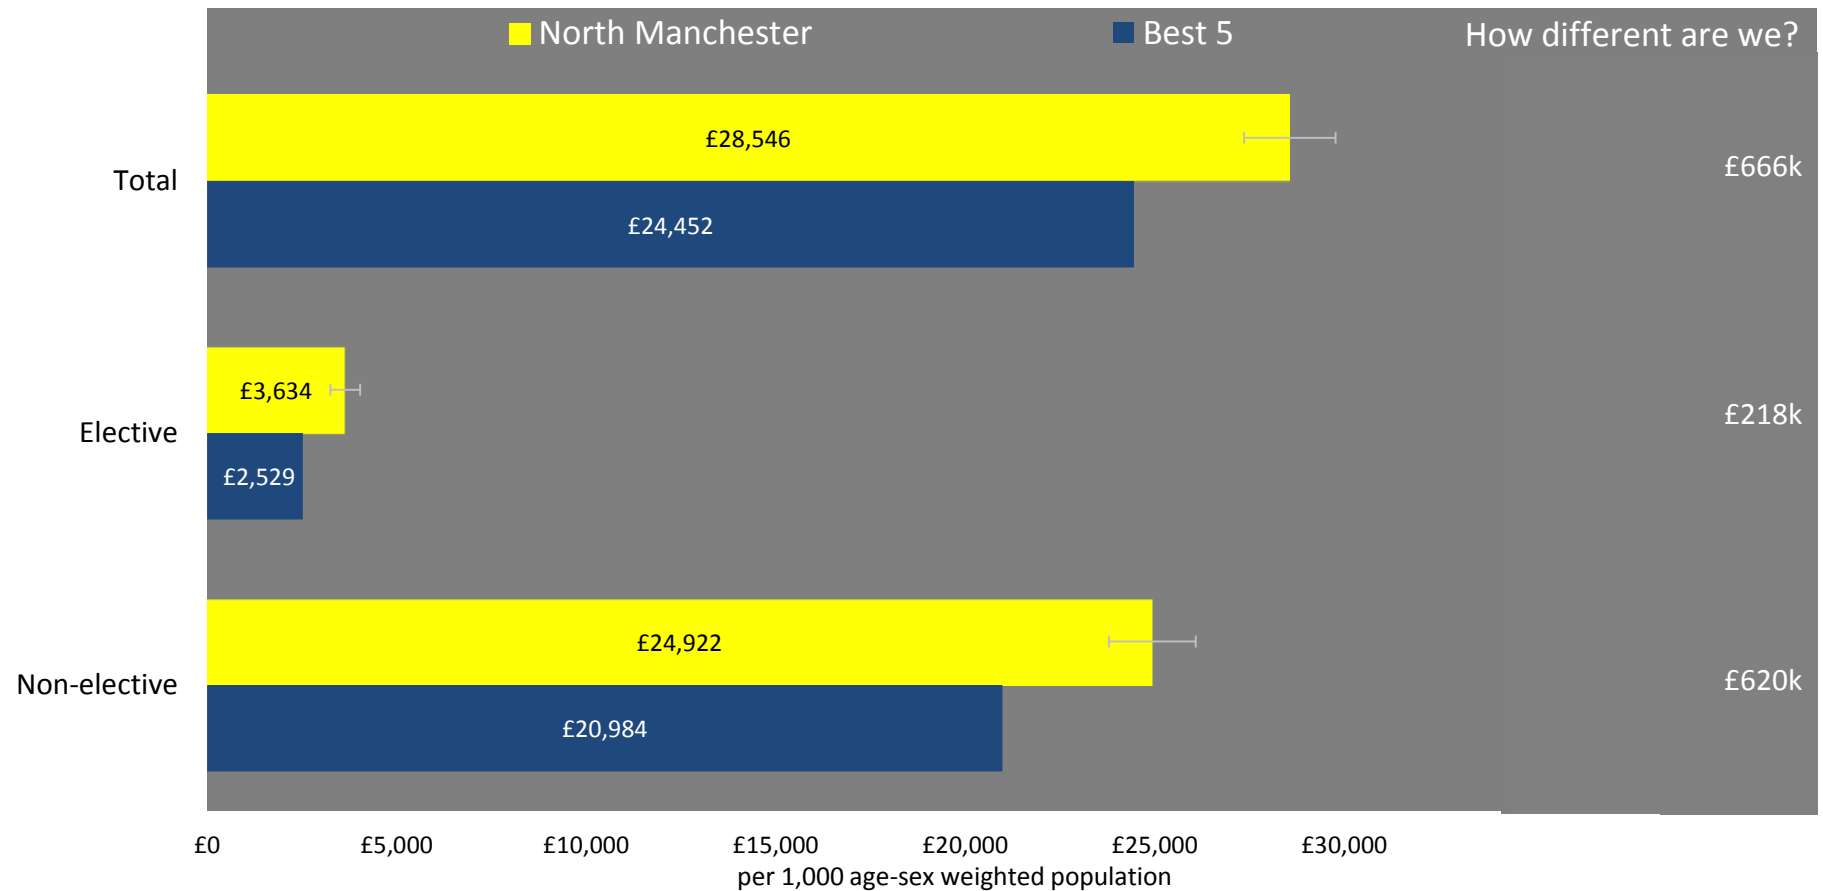 North Manchester Best 5 How different are we?
Total £28,546 £666k
£24,452
Elective £3,634 £218k
£2,529
Non-elective £24,922 £620k
£20,984
£0 £5,000 £10,000 £15,000 £20,000 £25,000 £30,000
per 1,000 age-sex weighted population